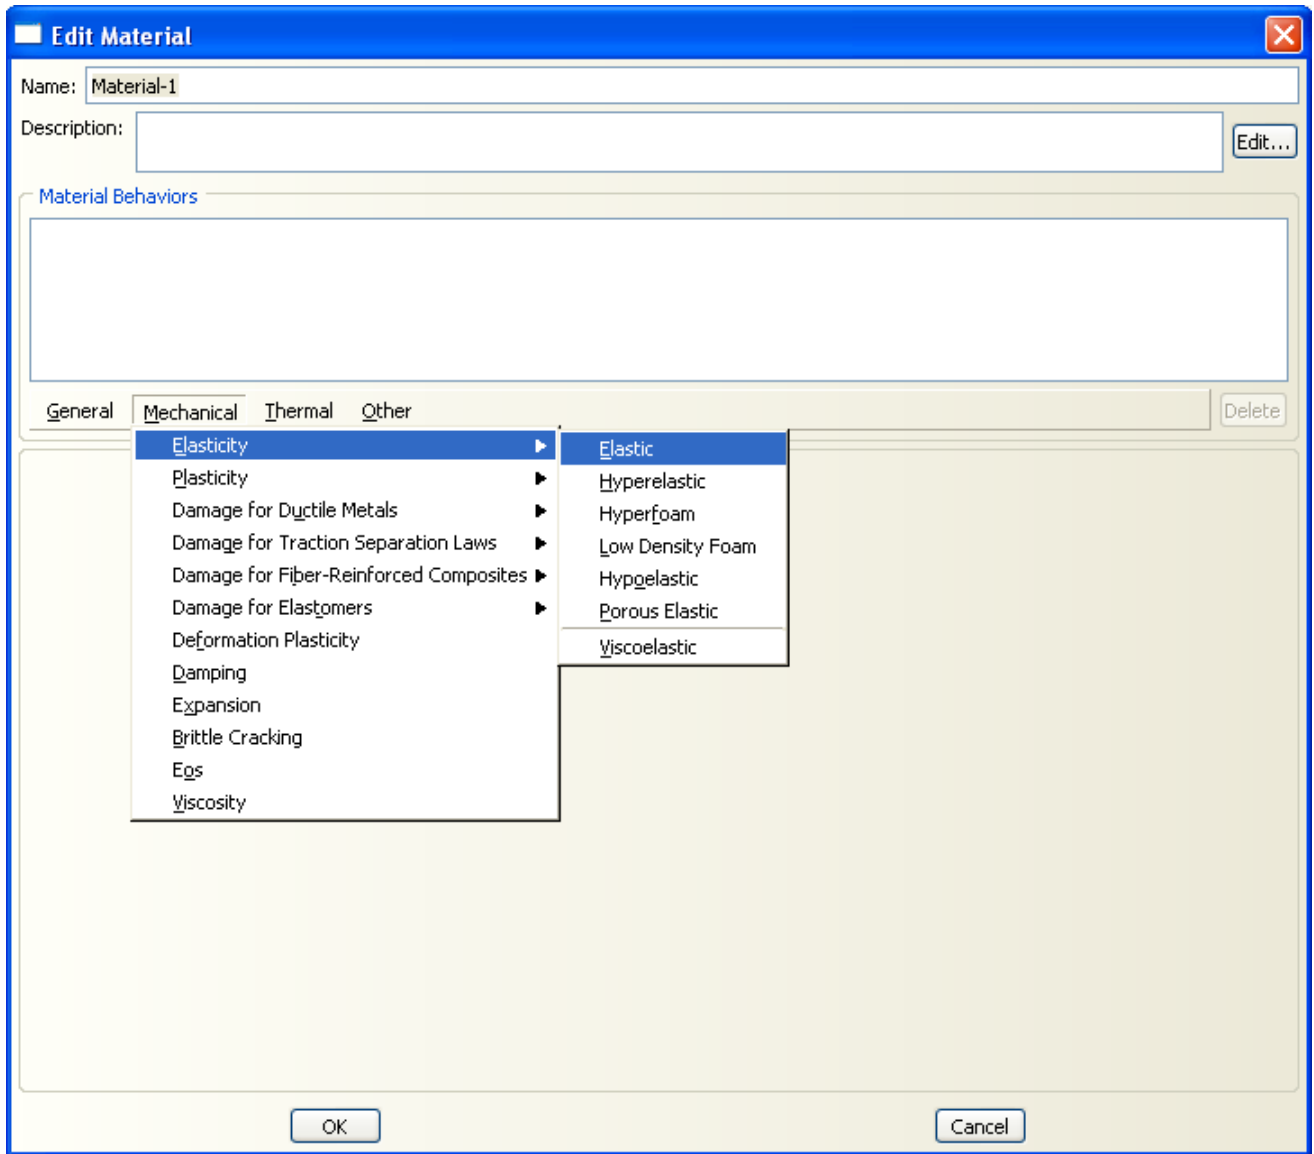 Edit Material
Name: Material-1
Description:
Edit...
Material Behaviors
General Mechanical Thermal Other Delete
Elasticity
Plasticity
Damage for Ductile Metals
Damage for Traction Separation Laws
Damage for Fiber-Reinforced Composites
Damage for Elastomers
Deformation Plasticity
Damping
Expansion
Brittle Cracking
Eos
Viscosity
Elastic
Hyperelastic
Hyperfoam
Low Density Foam
Hypoelastic
Porous Elastic
Viscoelastic
OK Cancel